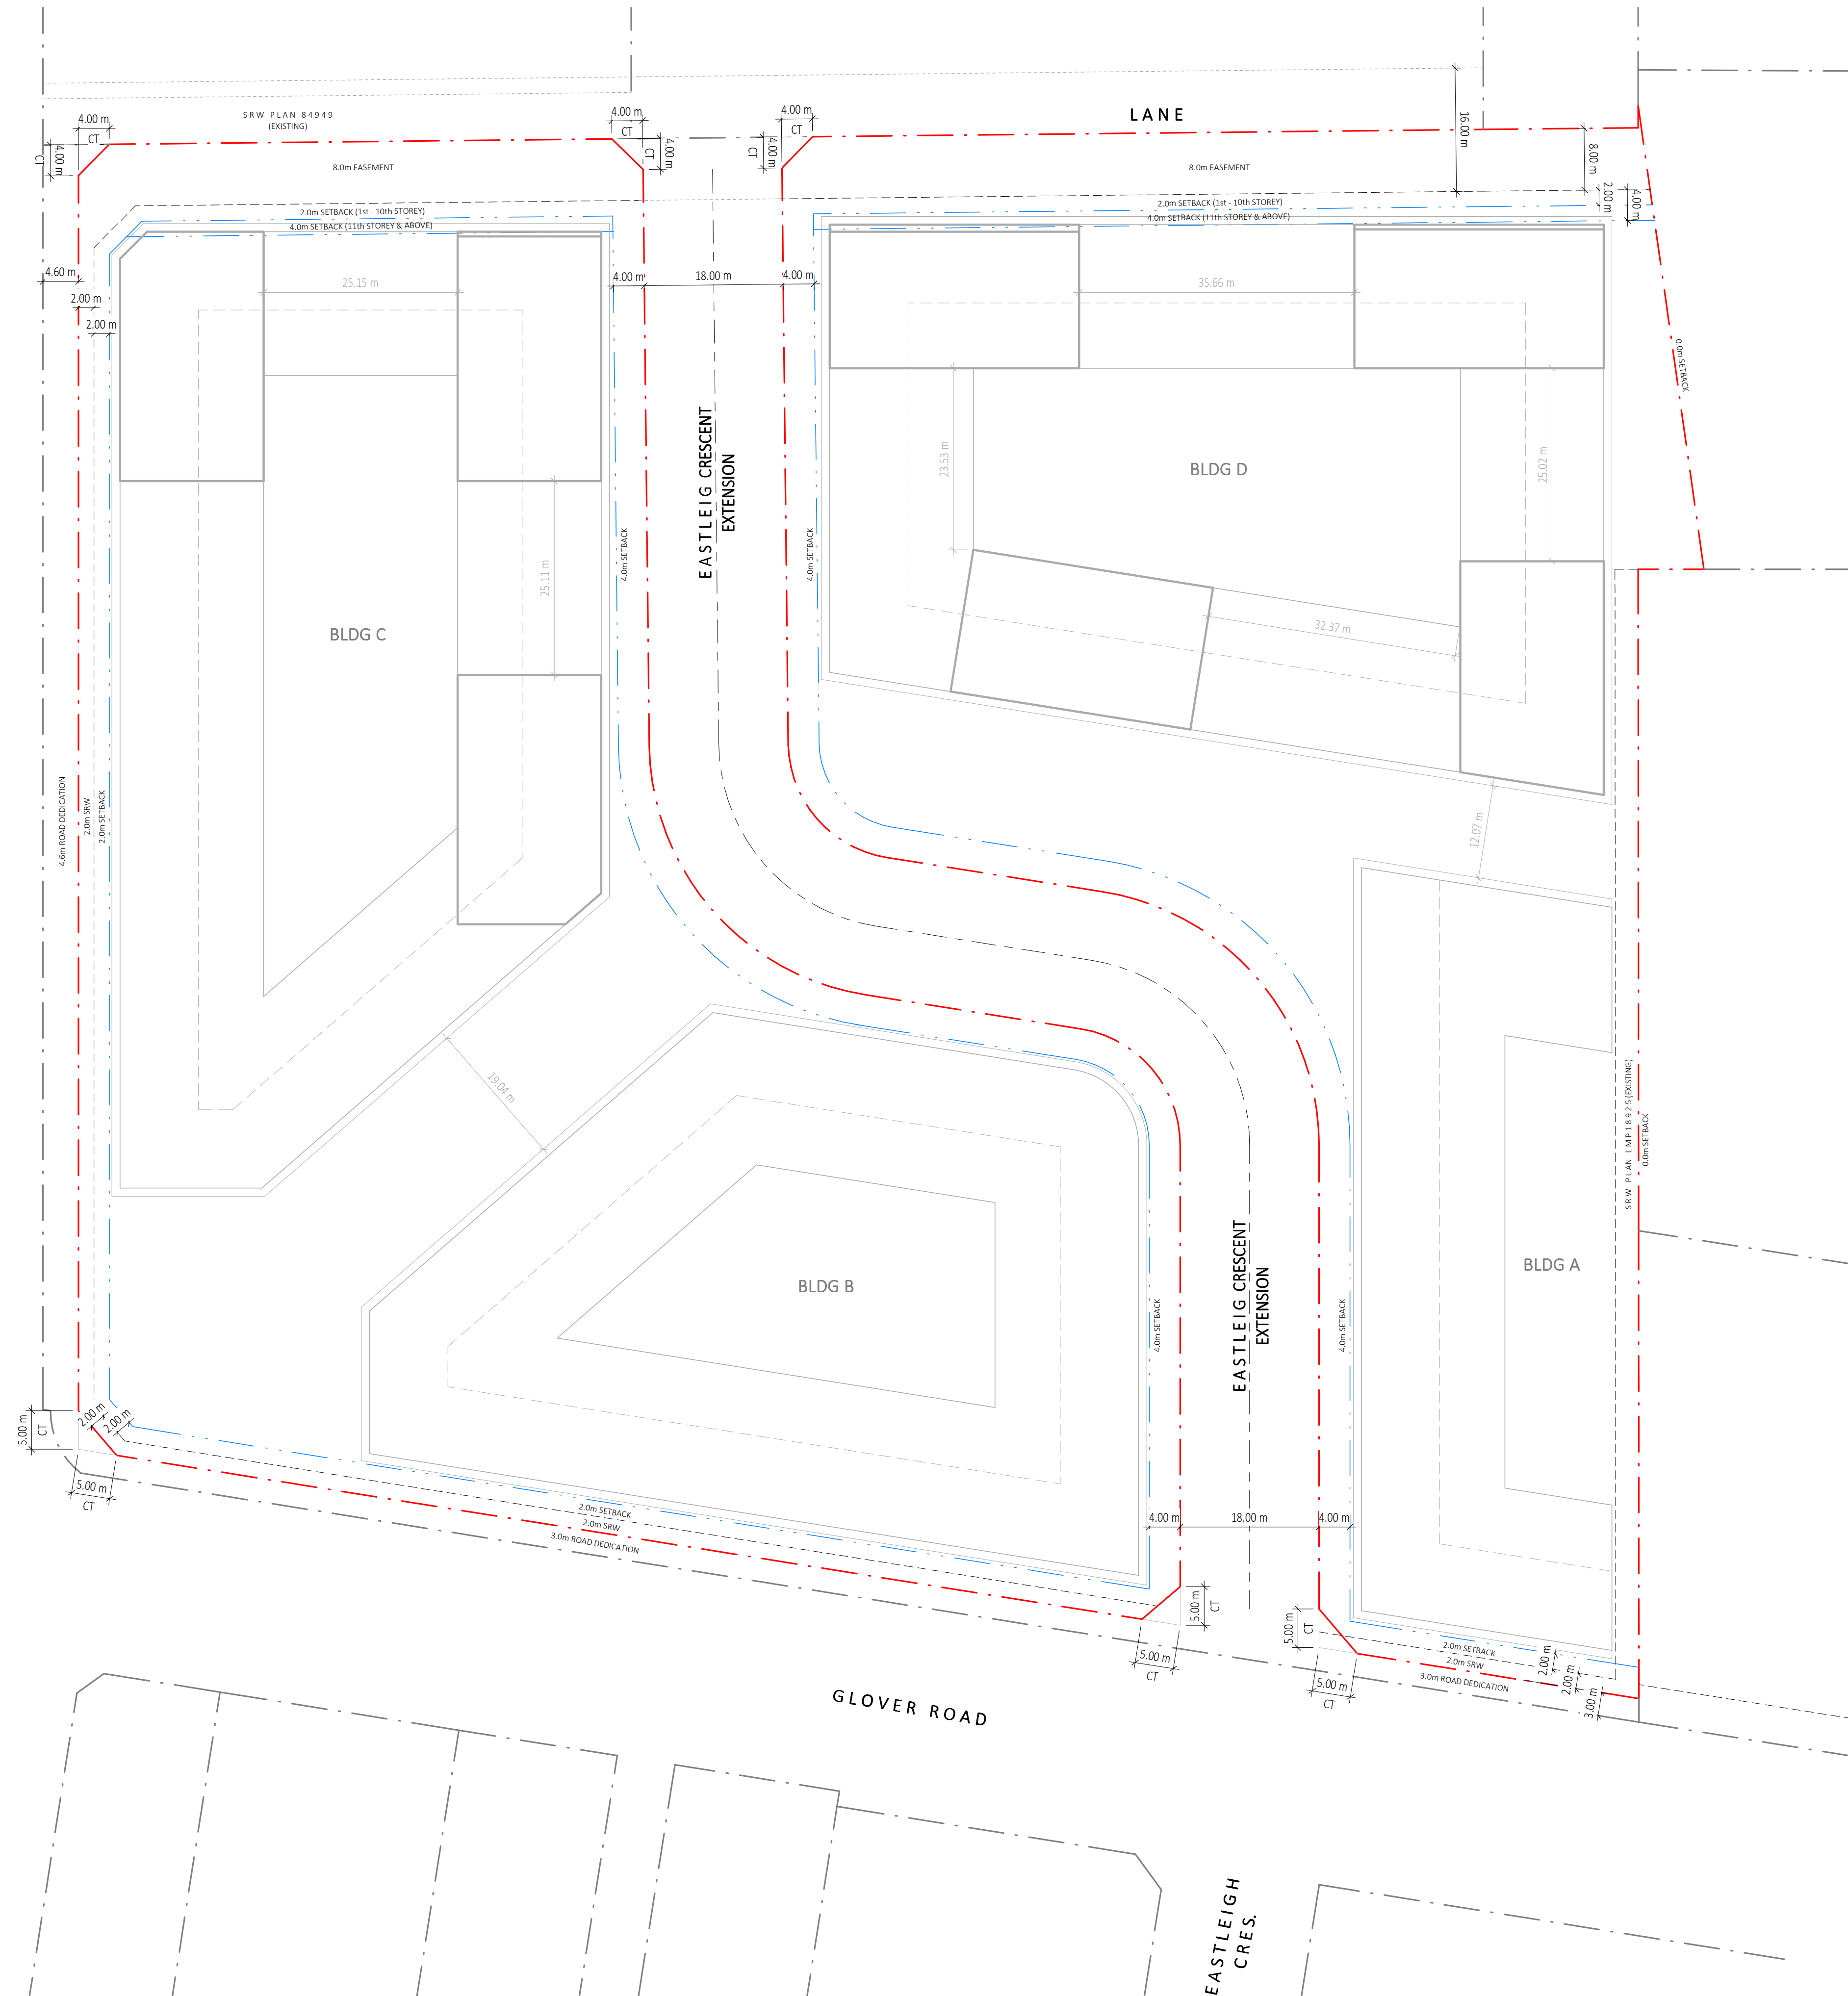 4.00 m
CT
SRW PLAN 84949
(EXISTING)
4.00 m
CT
4.00 m
CT
LANE
16.00 m
CT
4.00 m
CT
4.00 m
CT
4.00 m
8.00 m
8.0m EASEMENT
8.0m EASEMENT
2.00 m
4.00 m
2.0m SETBACK (1st - 10th STOREY)
4.0m SETBACK (11th STOREY & ABOVE)
2.0m SETBACK (1st - 10th STOREY)
4.0m SETBACK (11th STOREY & ABOVE)
4.60 m
2.00 m
2.00 m
25.15 m
4.00 m
18.00 m
4.00 m
35.66 m
0.0m SETBACK
EASTLEIG CRESCENT
EXTENSION
23.53 m
BLDG D
25.02 m
4.0m SETBACK
4.0m SETBACK
25.11 m
BLDG C
32.37 m
4.6m ROAD DEDICATION
2.0m SRW
2.0m SETBACK
12.07 m
19.04 m
SRW PLAN LMP18925 (EXISTING)
0.0m SETBACK
BLDG B
BLDG A
EASTLEIG CRESCENT
EXTENSION
4.0m SETBACK
4.0m SETBACK
5.00 m
CT
2.00 m
2.00 m
5.00 m
CT
2.0m SETBACK
2.0m SRW
3.0m ROAD DEDICATION
4.00 m
18.00 m
4.00 m
5.00 m
CT
5.00 m
CT
5.00 m
CT
5.00 m
CT
2.0m SETBACK
2.0m SRW
3.0m ROAD DEDICATION
2.00 m
2.00 m
3.00 m
GLOVER ROAD
EASTLEIGH
CRES.